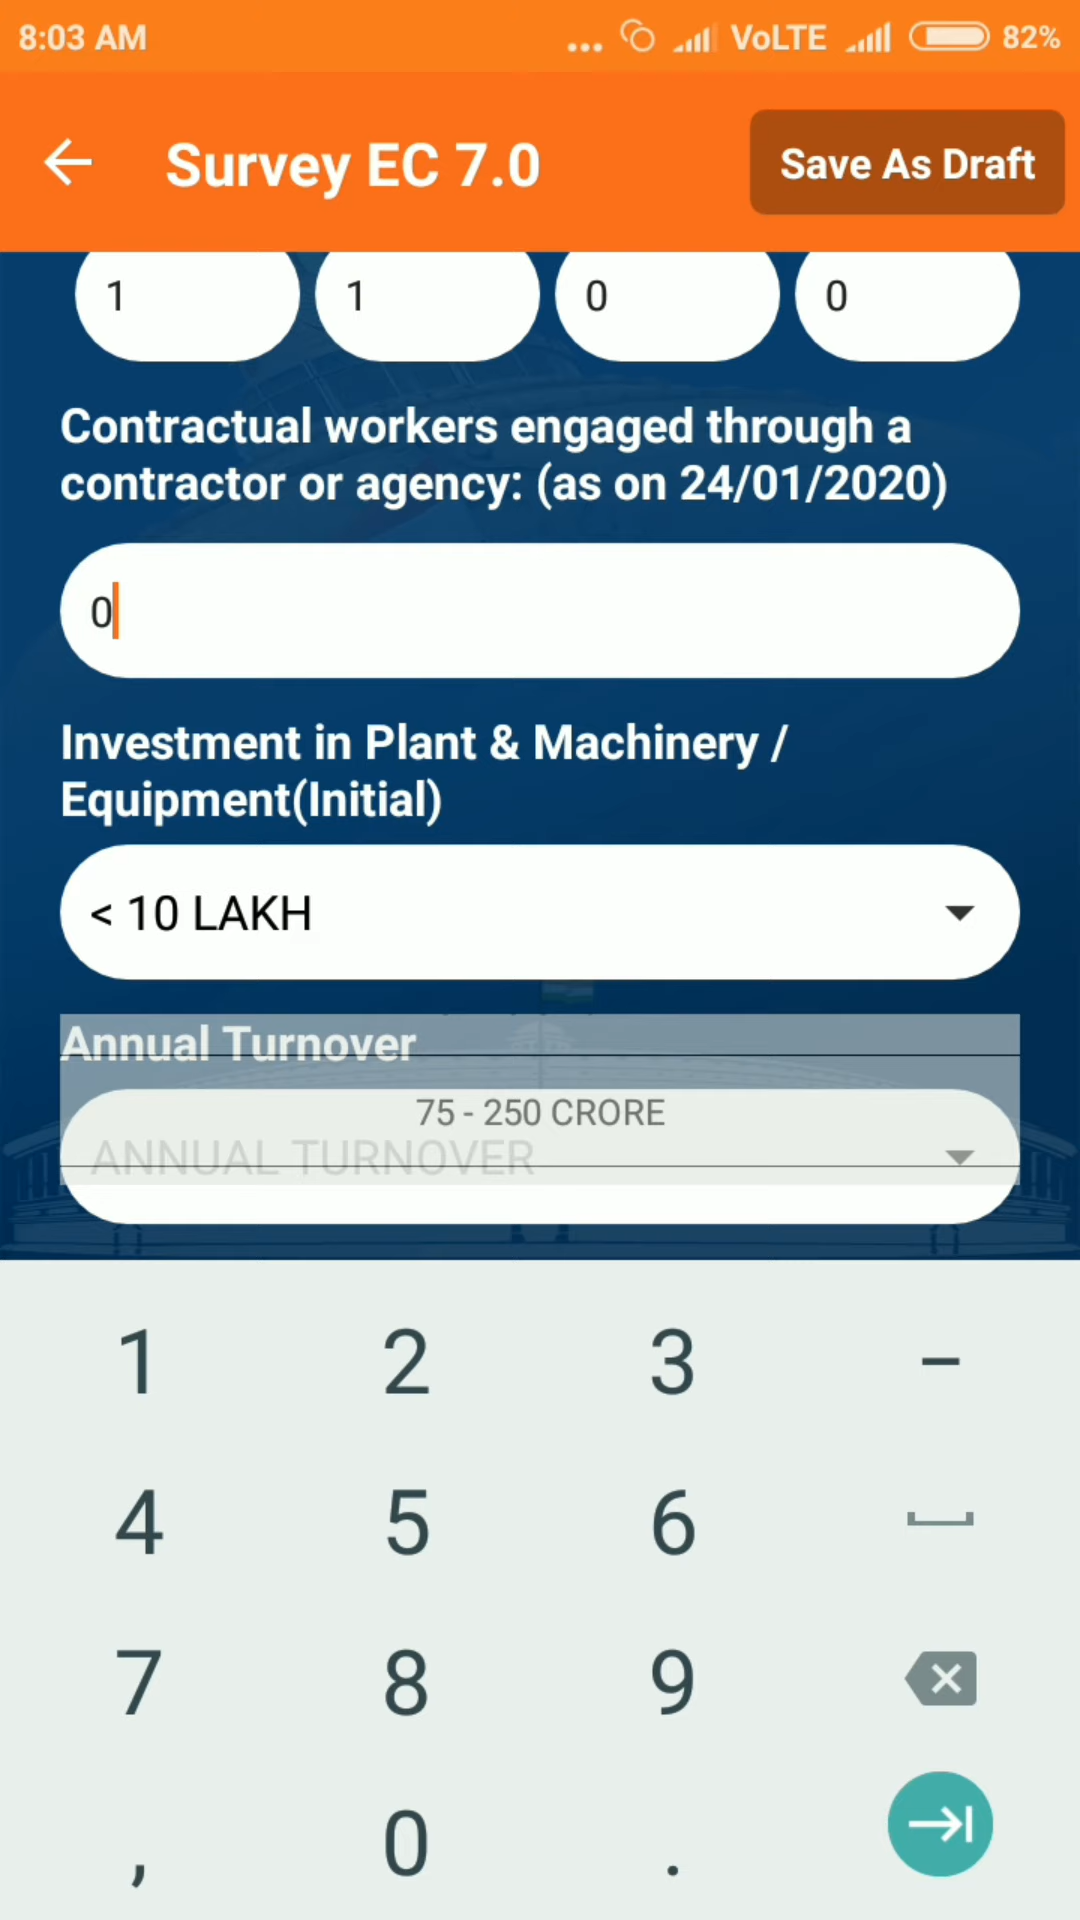 8:03 AM
... VoLTE 82%
Survey EC 7.0
Save As Draft
1 1 0 0
Contractual workers engaged through a
contractor or agency: (as on 24/01/2020)
0
Investment in Plant & Machinery /
Equipment(Initial)
< 10 LAKH
Annual Turnover
75 - 250 CRORE
ANNUAL TURNOVER
1 2 3 –
4 5 6
7 8 9
, 0 .